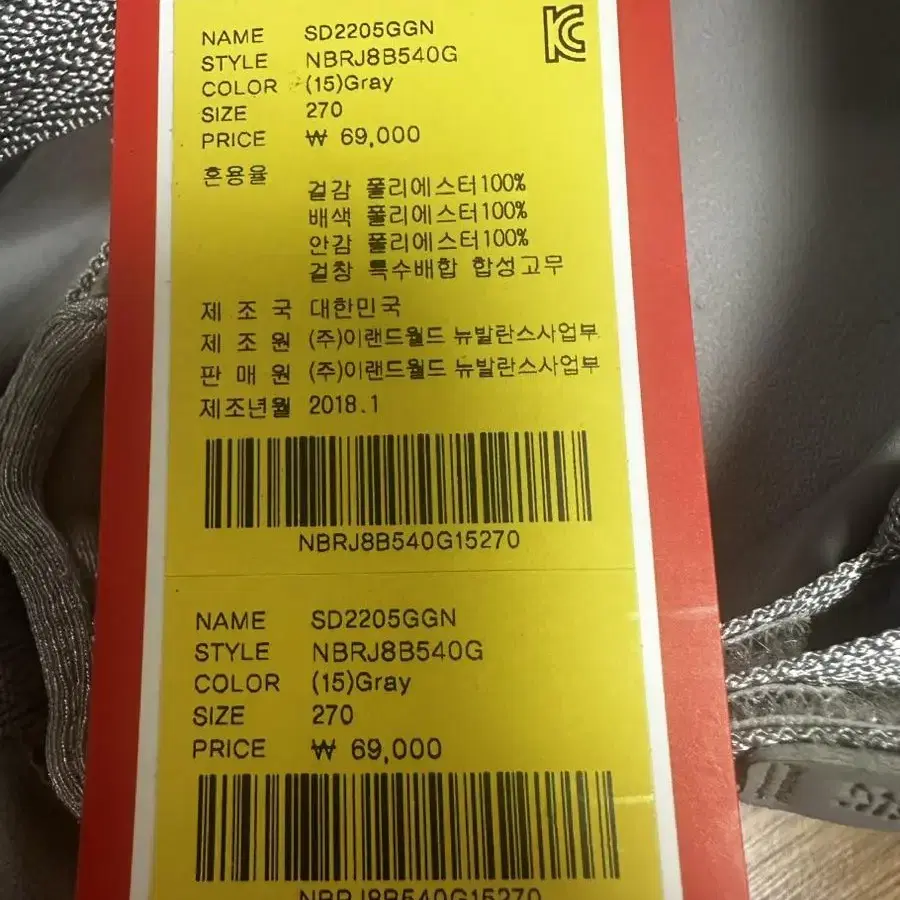 NAME SD2205GGN
STYLE NBRJ8B540G
COLOR (15)Gray
SIZE 270
PRICE ₩ 69,000
혼용율
겉감 폴리에스터100%
배색 폴리에스터100%
안감 폴리에스터100%
겉창 특수배합 합성고무
제 조 국 대한민국
제 조 원 (주)이랜드월드 뉴발란스사업부
판 매 원 (주)이랜드월드 뉴발란스사업부
제조년월 2018.1
NBRJ8B540G15270
NAME SD2205GGN
STYLE NBRJ8B540G
COLOR (15)Gray
SIZE 270
PRICE ₩ 69,000
NBRJ8B540G15270